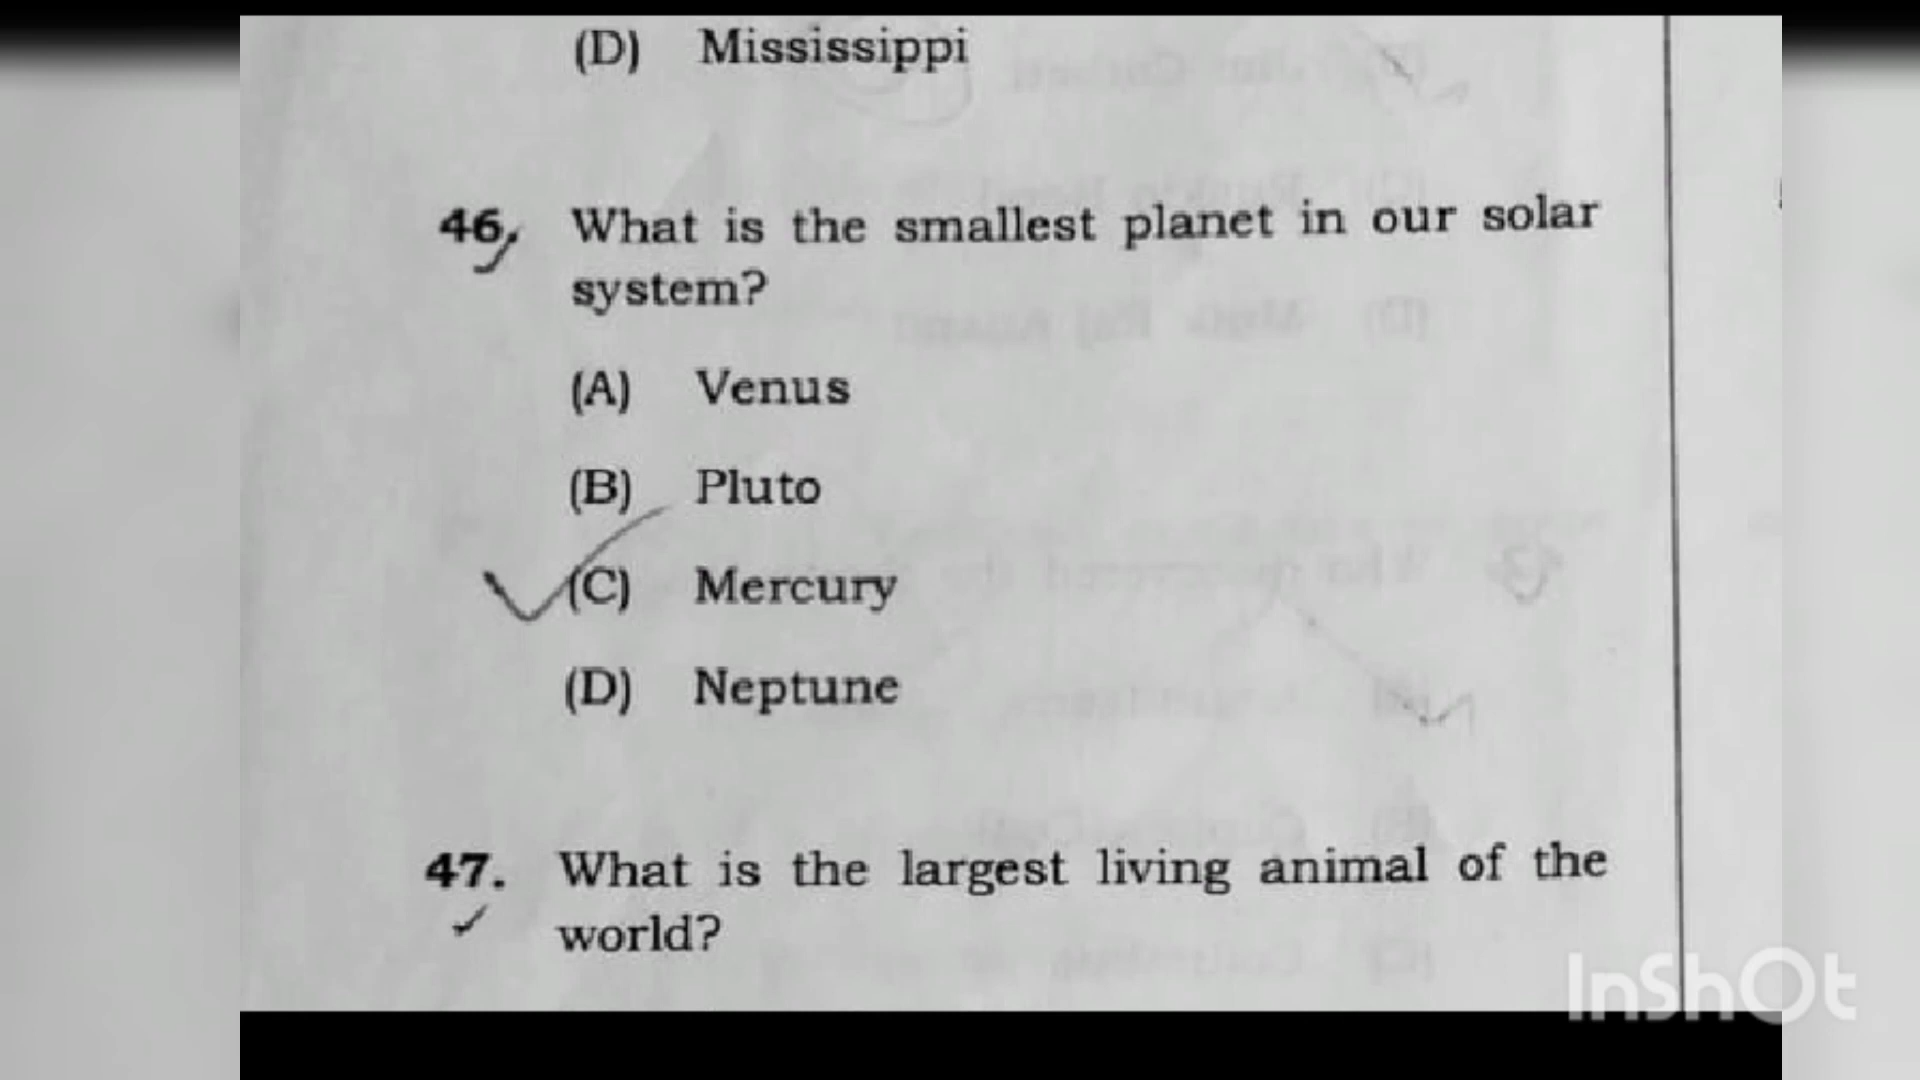 (D) Mississippi
46. What is the smallest planet in our solar
system?
(A) Venus
(B) Pluto
(C) Mercury
(D) Neptune
47. What is the largest living animal of the
world?
InShOt